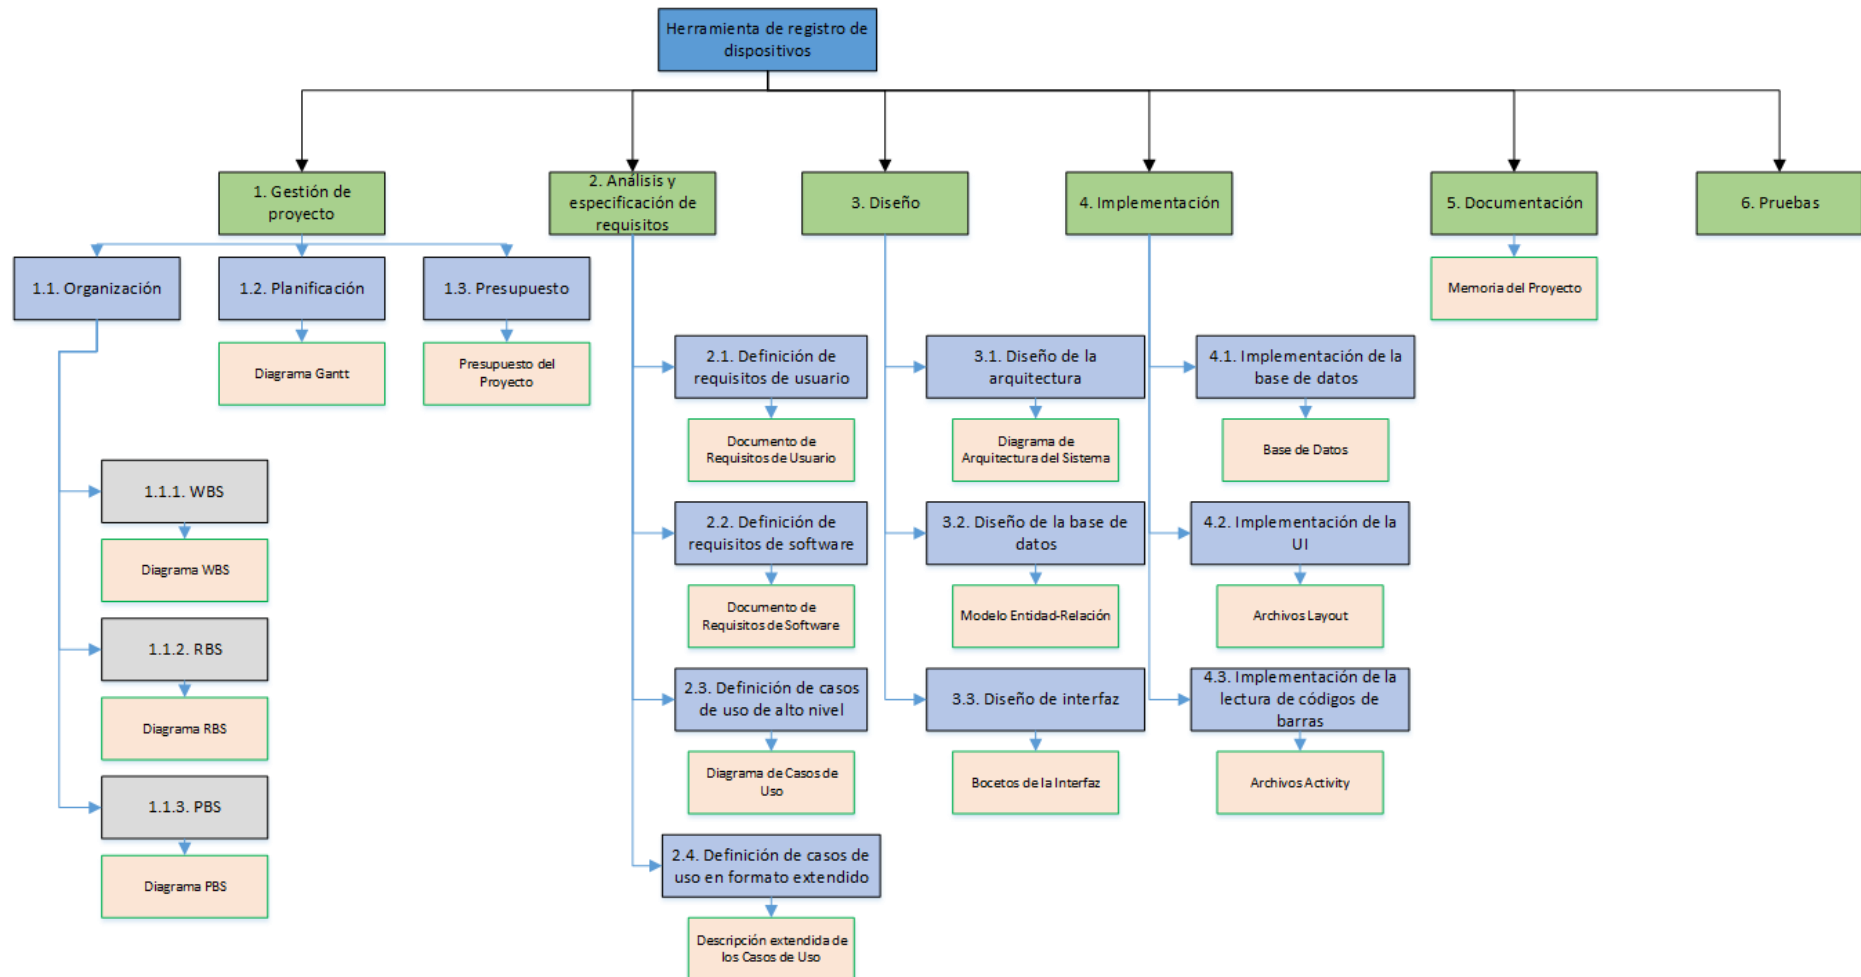 Herramienta de registro de
dispositivos
1. Gestión de
proyecto
2. Análisis y
especificación de
requisitos
3. Diseño
4. Implementación
5. Documentación
6. Pruebas
1.1. Organización
1.2. Planificación
1.3. Presupuesto
Memoria del Proyecto
Diagrama Gantt
Presupuesto del
Proyecto
1.1.1. WBS
Diagrama WBS
1.1.2. RBS
Diagrama RBS
1.1.3. PBS
Diagrama PBS
2.1. Definición de
requisitos de usuario
Documento de
Requisitos de Usuario
2.2. Definición de
requisitos de software
Documento de
Requisitos de Software
2.3. Definición de casos
de uso de alto nivel
Diagrama de Casos de
Uso
2.4. Definición de casos de
uso en formato extendido
Descripción extendida de
los Casos de Uso
3.1. Diseño de la
arquitectura
Diagrama de
Arquitectura del Sistema
3.2. Diseño de la base de
datos
Modelo Entidad-Relación
3.3. Diseño de interfaz
Bocetos de la Interfaz
4.1. Implementación de la
base de datos
Base de Datos
4.2. Implementación de la
UI
Archivos Layout
4.3. Implementación de la
lectura de códigos de
barras
Archivos Activity